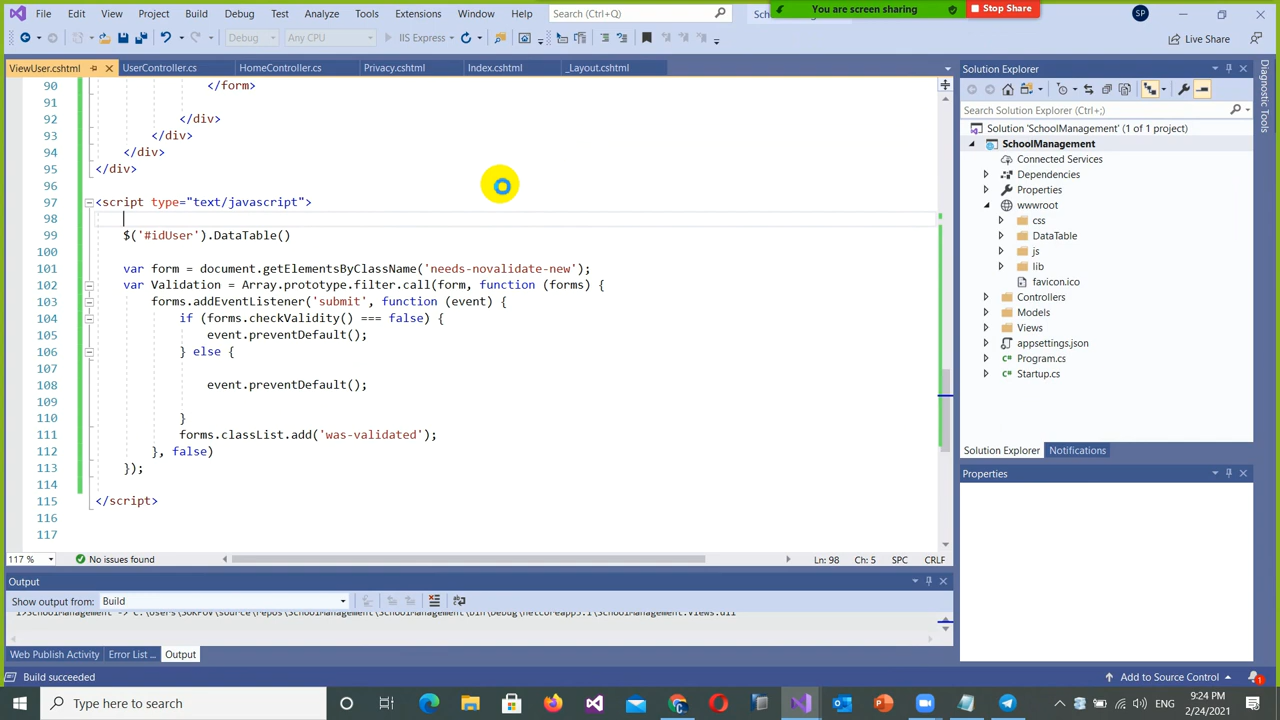 File Edit View Project Build Debug Test Analyze Tools Extensions Window Help Search (Ctrl+Q)
You are screen sharing Stop Share
SP
Debug Any CPU IIS Express Live Share
ViewUser.cshtml UserController.cs HomeController.cs Privacy.cshtml Index.cshtml _Layout.cshtml
90 </form>
91
92 </div>
93 </div>
94 </div>
95 </div>
96
97 <script type="text/javascript">
98
99 $('#idUser').DataTable()
100
101 var form = document.getElementsByClassName('needs-novalidate-new');
102 var Validation = Array.prototype.filter.call(form, function (forms) {
103 forms.addEventListener('submit', function (event) {
104 if (forms.checkValidity() === false) {
105 event.preventDefault();
106 } else {
107
108 event.preventDefault();
109
110 }
111 forms.classList.add('was-validated');
112 }, false)
113 });
114
115 </script>
116
117
117 % No issues found Ln: 98 Ch: 5 SPC CRLF
Output
Show output from: Build
Web Publish Activity Error List ... Output
Build succeeded
Solution Explorer
Search Solution Explorer (Ctrl+;)
Solution 'SchoolManagement' (1 of 1 project)
SchoolManagement
Connected Services
Dependencies
Properties
wwwroot
css
DataTable
js
lib
favicon.ico
Controllers
Models
Views
appsettings.json
Program.cs
Startup.cs
Solution Explorer Notifications
Properties
Diagnostic Tools
Add to Source Control 1
Type here to search
ENG 9:24 PM
2/24/2021